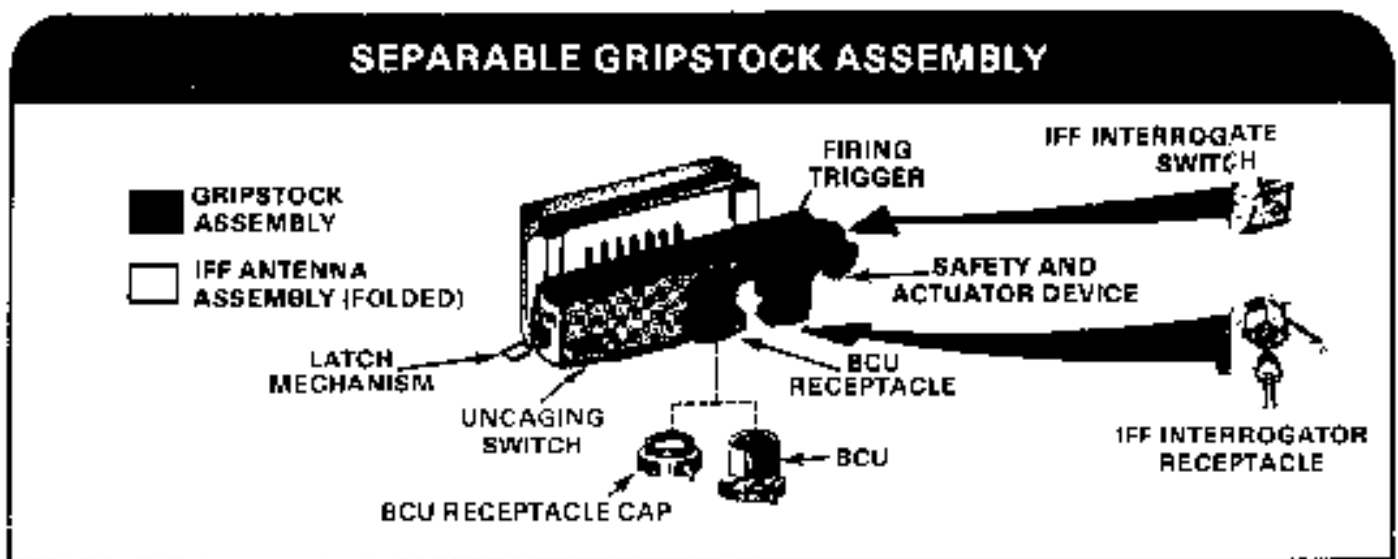 SEPARABLE GRIPSTOCK ASSEMBLY
GRIPSTOCK
ASSEMBLY
IFF ANTENNA
ASSEMBLY (FOLDED)
FIRING
TRIGGER
IFF INTERROGATE
SWITCH
SAFETY AND
ACTUATOR DEVICE
LATCH
MECHANISM
UNCAGING
SWITCH
BCU
RECEPTACLE
BCU
BCU RECEPTACLE CAP
IFF INTERROGATOR
RECEPTACLE